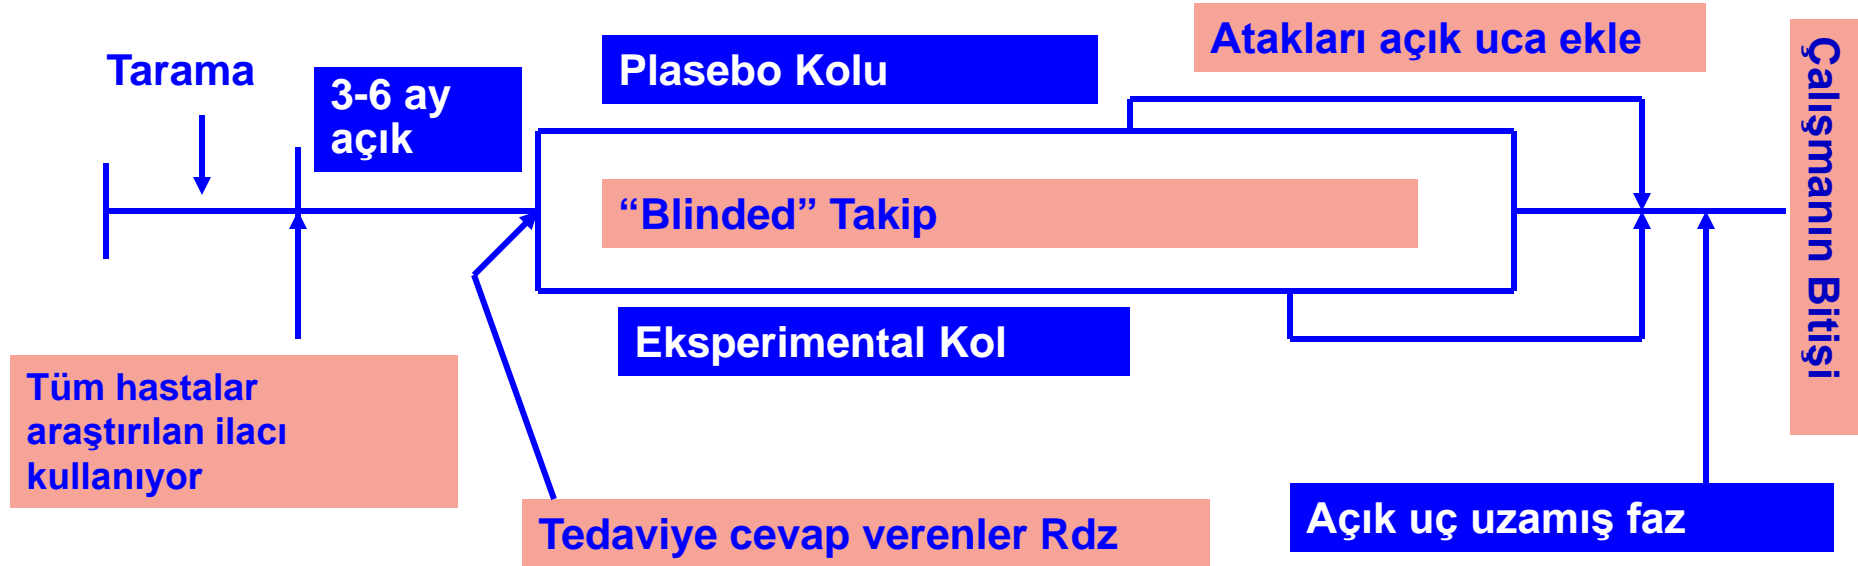 Tarama
3-6 ay
açık
Plasebo Kolu
Atakları açık uca ekle
Çalışmanın Bitişi
“Blinded” Takip
Eksperimental Kol
Tüm hastalar
araştırılan ilacı
kullanıyor
Tedaviye cevap verenler Rdz
Açık uç uzamış faz